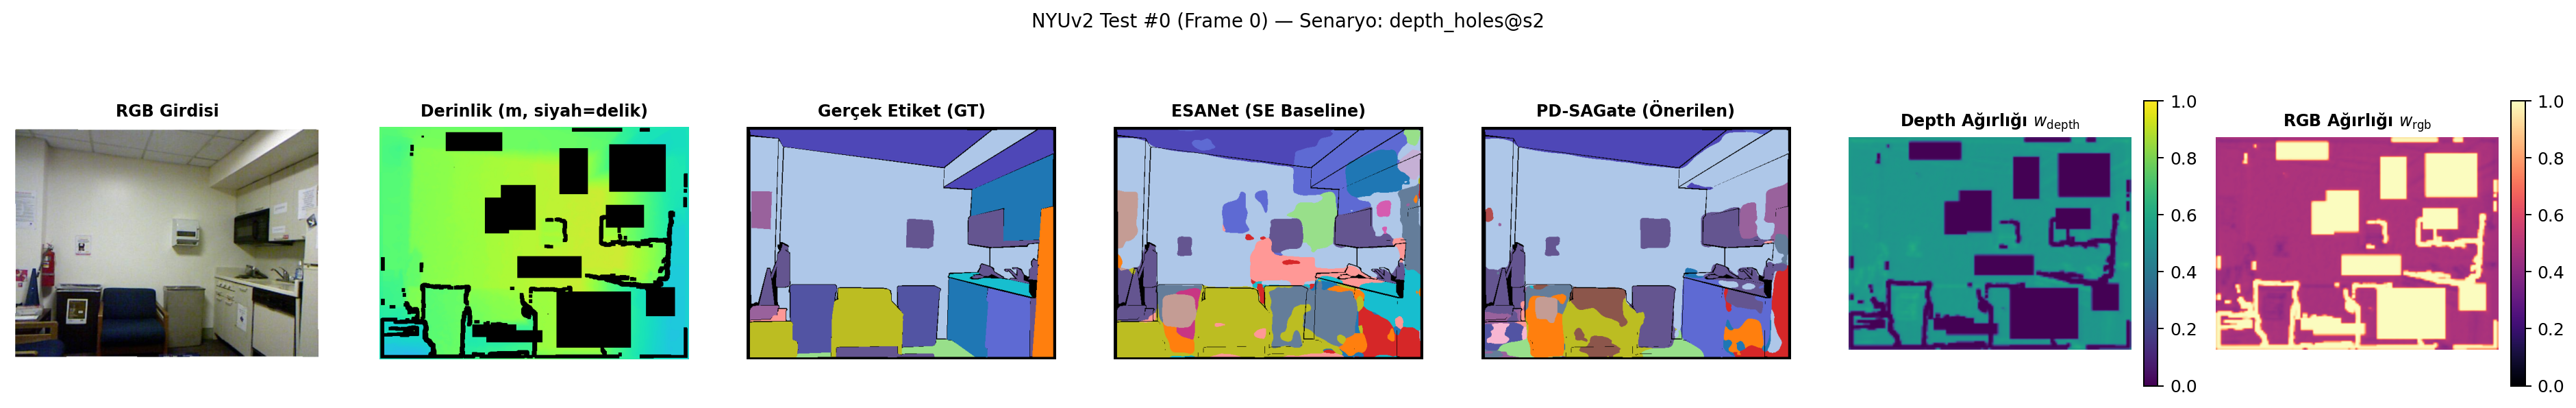 NYUv2 Test #0 (Frame 0) — Senaryo: depth_holes@s2
RGB Girdisi
Derinlik (m, siyah=delik)
Gerçek Etiket (GT)
ESANet (SE Baseline)
PD-SAGate (Önerilen)
Depth Ağırlığı w_depth
1.0
0.8
0.6
0.4
0.2
0.0
RGB Ağırlığı w_rgb
1.0
0.8
0.6
0.4
0.2
0.0